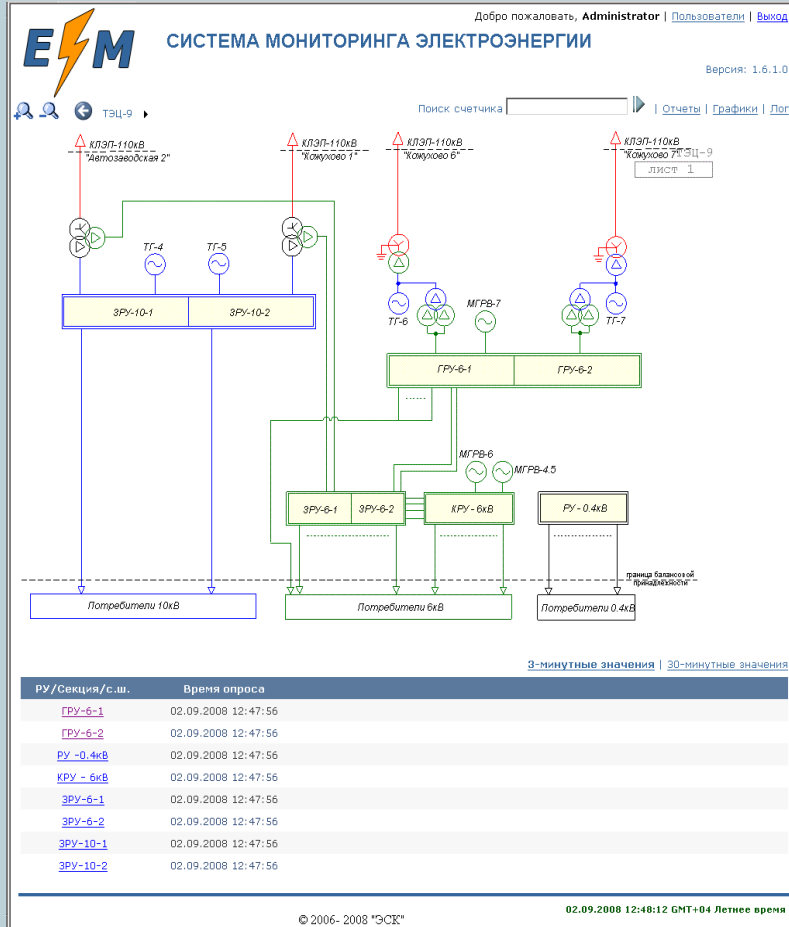 Добро пожаловать, Administrator | Пользователи | Выход
EM
СИСТЕМА МОНИТОРИНГА ЭЛЕКТРОЭНЕРГИИ
Версия: 1.6.1.0
ТЭЦ-9
Поиск счетчика
| Отчеты | Графики | Лог
КЛЭП-110кВ
"Автозаводская 2"
КЛЭП-110кВ
"Кожухово 1"
КЛЭП-110кВ
"Кожухово 6"
КЛЭП-110кВ
"Кожухово 7"
ТЭЦ-9
лист 1
ТГ-4
ТГ-5
ЗРУ-10-1
ЗРУ-10-2
ТГ-6
МГРВ-7
ТГ-7
ГРУ-6-1
ГРУ-6-2
МГРВ-6
МГРВ-4.5
ЗРУ-6-1
ЗРУ-6-2
КРУ - 6кВ
РУ - 0.4кВ
граница балансовой
принадлежности
Потребители 10кВ
Потребители 6кВ
Потребители 0.4кВ
3-минутные значения | 30-минутные значения
РУ/Секция/с.ш. Время опроса
ГРУ-6-1 02.09.2008 12:47:56
ГРУ-6-2 02.09.2008 12:47:56
РУ -0.4кВ 02.09.2008 12:47:56
КРУ - 6кВ 02.09.2008 12:47:56
ЗРУ-6-1 02.09.2008 12:47:56
ЗРУ-6-2 02.09.2008 12:47:56
ЗРУ-10-1 02.09.2008 12:47:56
ЗРУ-10-2 02.09.2008 12:47:56
02.09.2008 12:48:12 GMT+04 Летнее время
© 2006- 2008 "ЭСК"